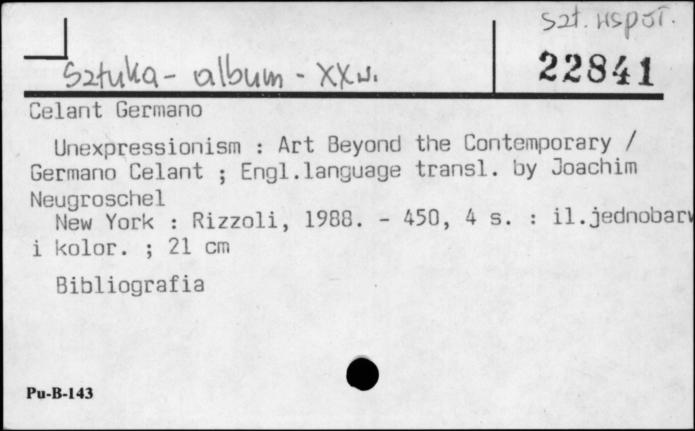 Szt. współ.
Sztuka - album - XX w.
22841
Celant Germano
Unexpressionism : Art Beyond the Contemporary /
Germano Celant ; Engl.language transl. by Joachim
Neugroschel
New York : Rizzoli, 1988. - 450, 4 s. : il.jednobarw
i kolor. ; 21 cm
Bibliografia
Pu-B-143